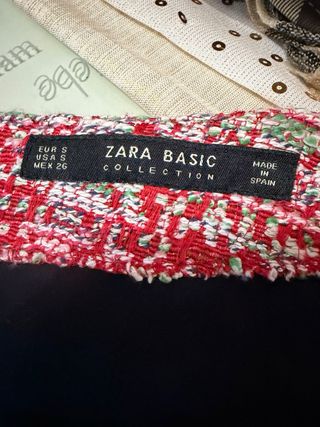 EUR S
USA S
MEX 26
ZARA BASIC
COLLECTION
MADE
IN
SPAIN